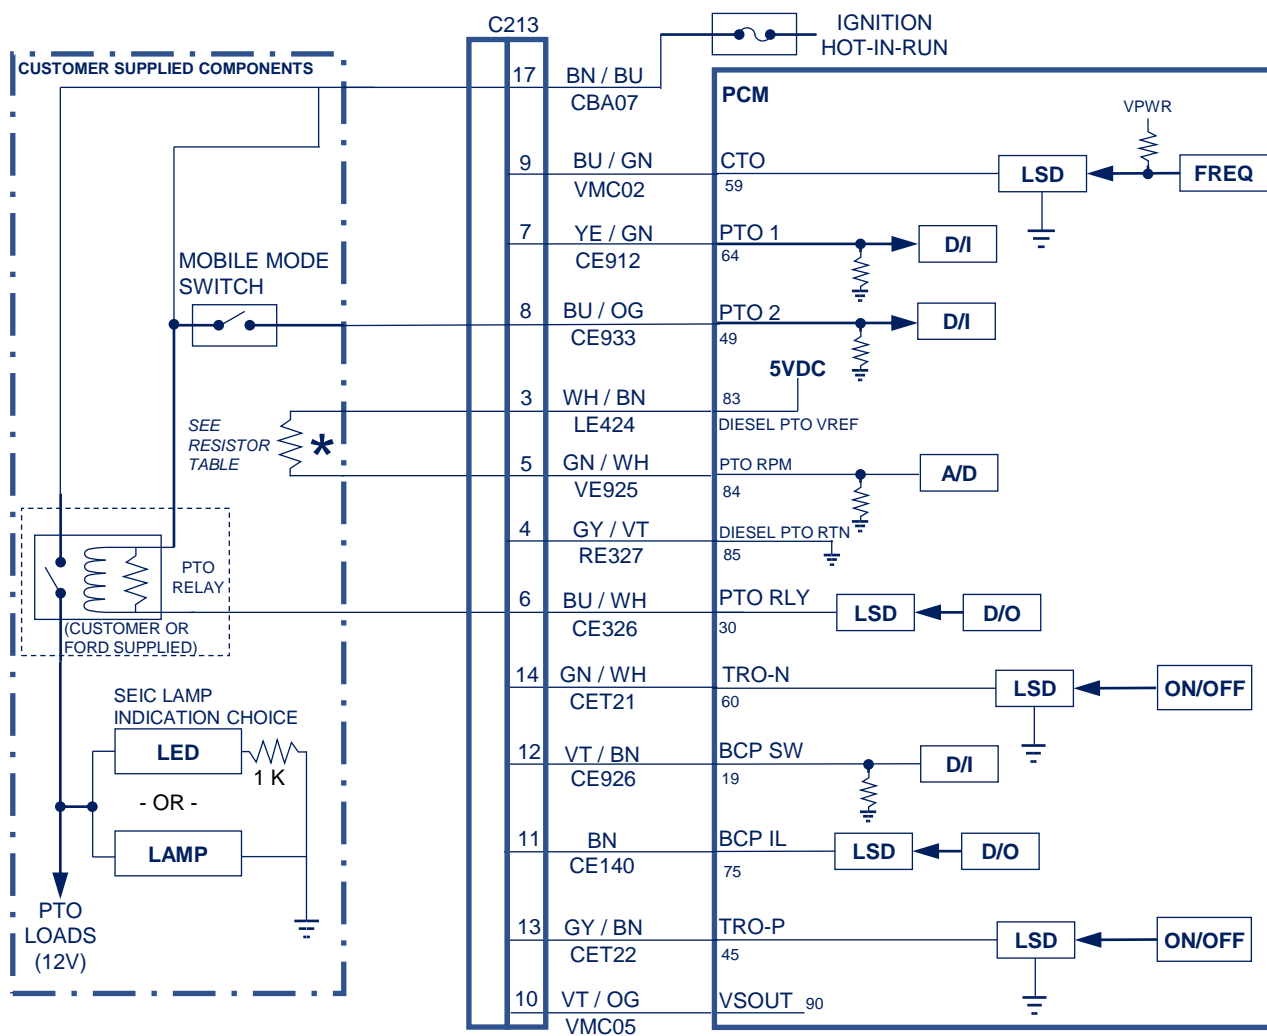 C213
IGNITION
HOT-IN-RUN
CUSTOMER SUPPLIED COMPONENTS
17 BN / BU
CBA07
PCM
VPWR
9 BU / GN CTO
VMC02 59
LSD FREQ
7 YE / GN PTO 1
CE912 64
D/I
MOBILE MODE
SWITCH
8 BU / OG PTO 2
CE933 49
D/I
5VDC
3 WH / BN 83
LE424 DIESEL PTO VREF
SEE
RESISTOR
TABLE
*
5 GN / WH PTO RPM
VE925 84
A/D
4 GY / VT DIESEL PTO RTN
RE327 85
PTO
RELAY
6 BU / WH PTO RLY
CE326 30
LSD D/O
(CUSTOMER OR
FORD SUPPLIED)
14 GN / WH TRO-N
CET21 60
LSD ON/OFF
SEIC LAMP
INDICATION CHOICE
LED
1 K
- OR -
LAMP
12 VT / BN BCP SW
CE926 19
D/I
11 BN BCP IL
CE140 75
LSD D/O
PTO
LOADS
(12V)
13 GY / BN TRO-P
CET22 45
LSD ON/OFF
10 VT / OG VSOUT 90
VMC05